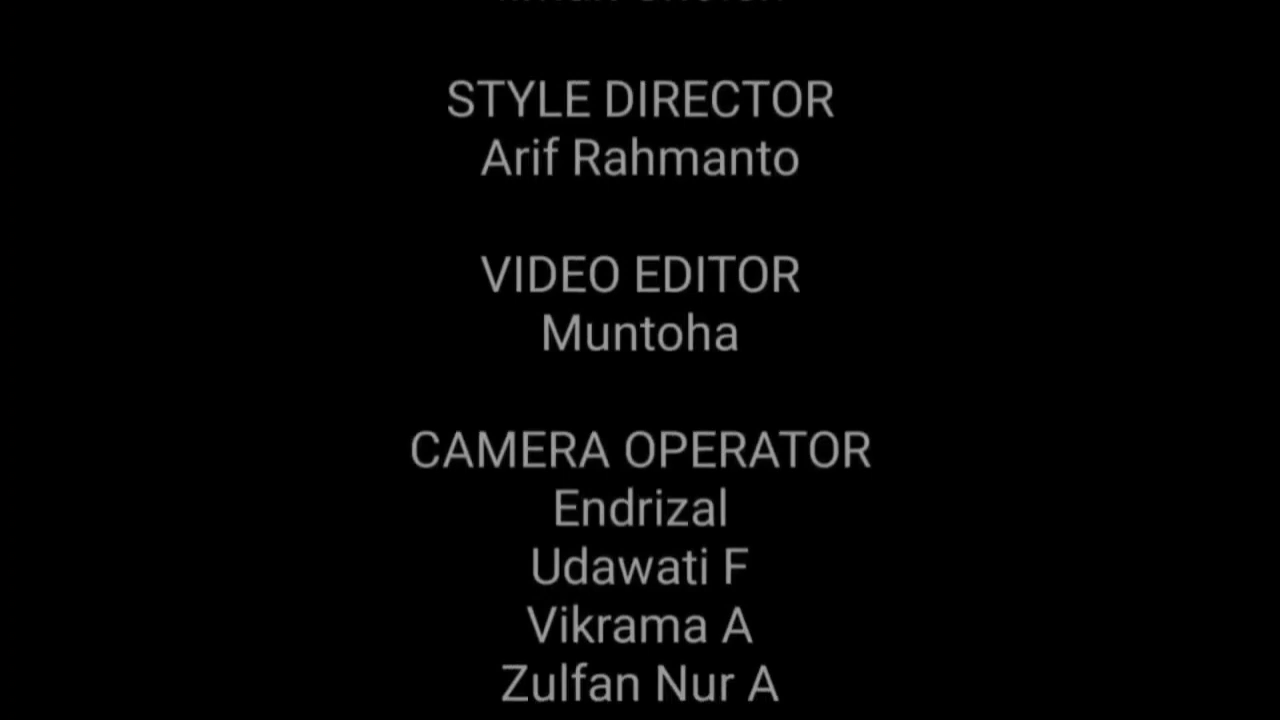 STYLE DIRECTOR
Arif Rahmanto
VIDEO EDITOR
Muntoha
CAMERA OPERATOR
Endrizal
Udawati F
Vikrama A
Zulfan Nur A